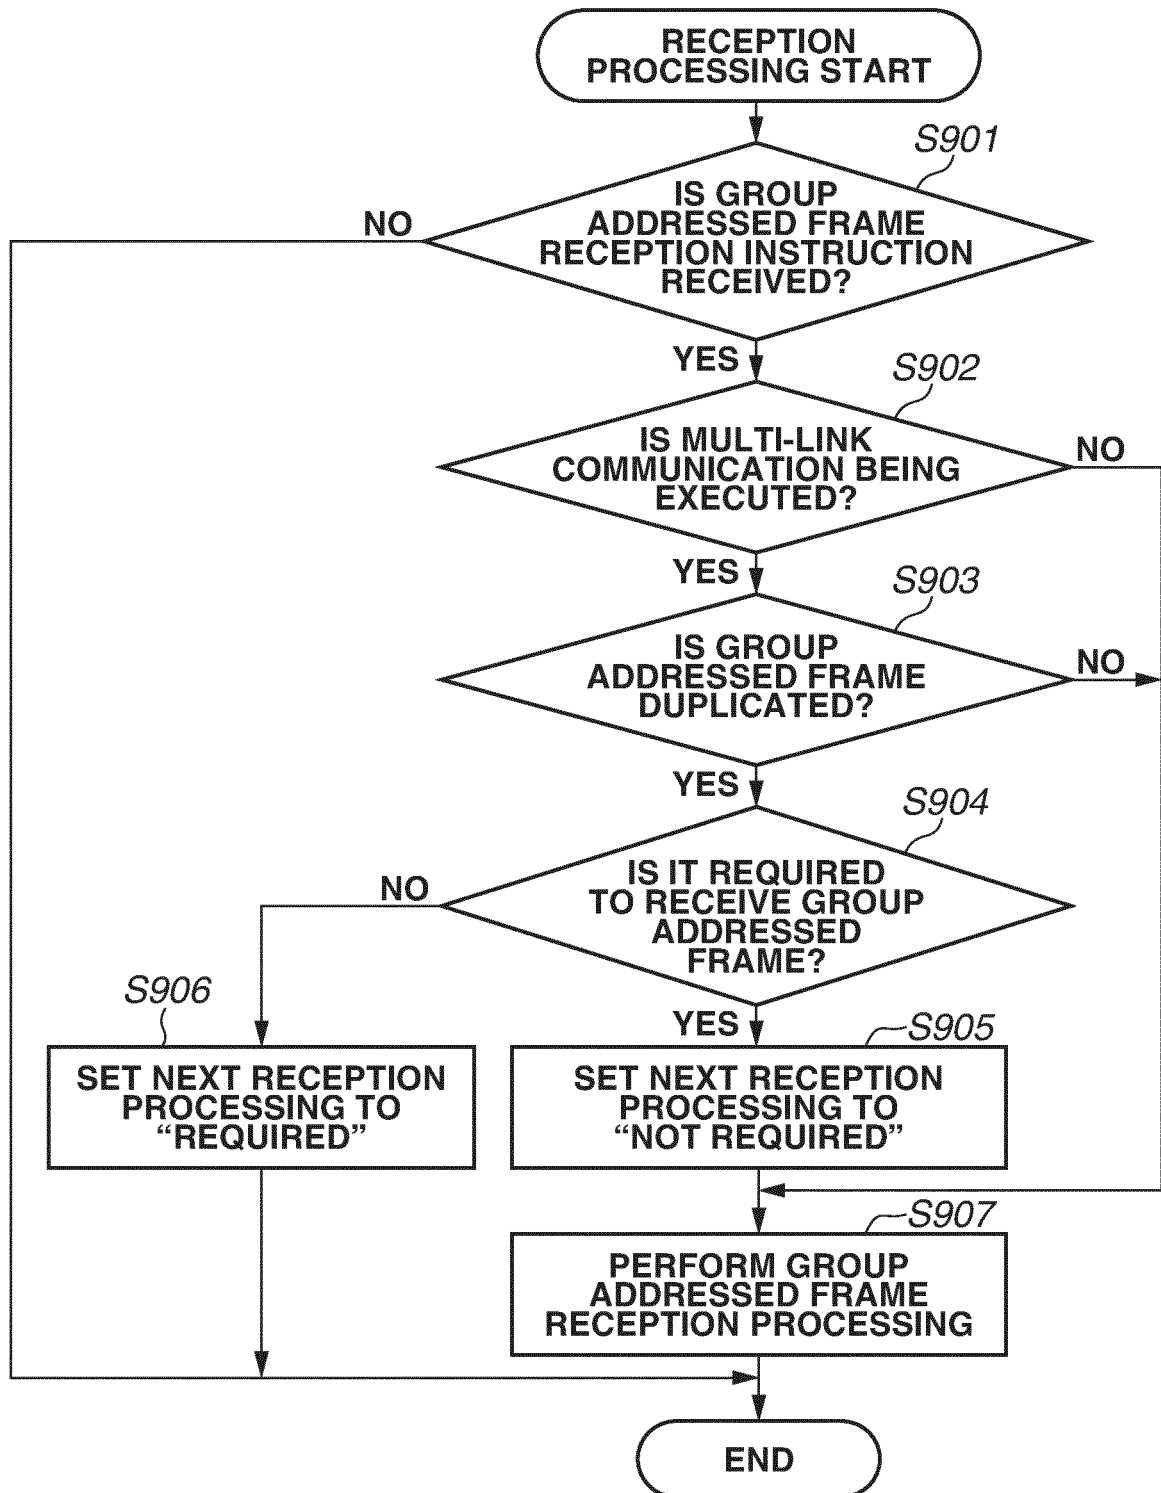 RECEPTION
PROCESSING START
S901
IS GROUP
ADDRESSED FRAME
RECEPTION INSTRUCTION
RECEIVED?
NO
YES
S902
IS MULTI-LINK
COMMUNICATION BEING
EXECUTED?
NO
YES
S903
IS GROUP
ADDRESSED FRAME
DUPLICATED?
NO
YES
S904
IS IT REQUIRED
TO RECEIVE GROUP
ADDRESSED
FRAME?
NO
YES
S906
SET NEXT RECEPTION
PROCESSING TO
“REQUIRED”
S905
SET NEXT RECEPTION
PROCESSING TO
“NOT REQUIRED”
S907
PERFORM GROUP
ADDRESSED FRAME
RECEPTION PROCESSING
END